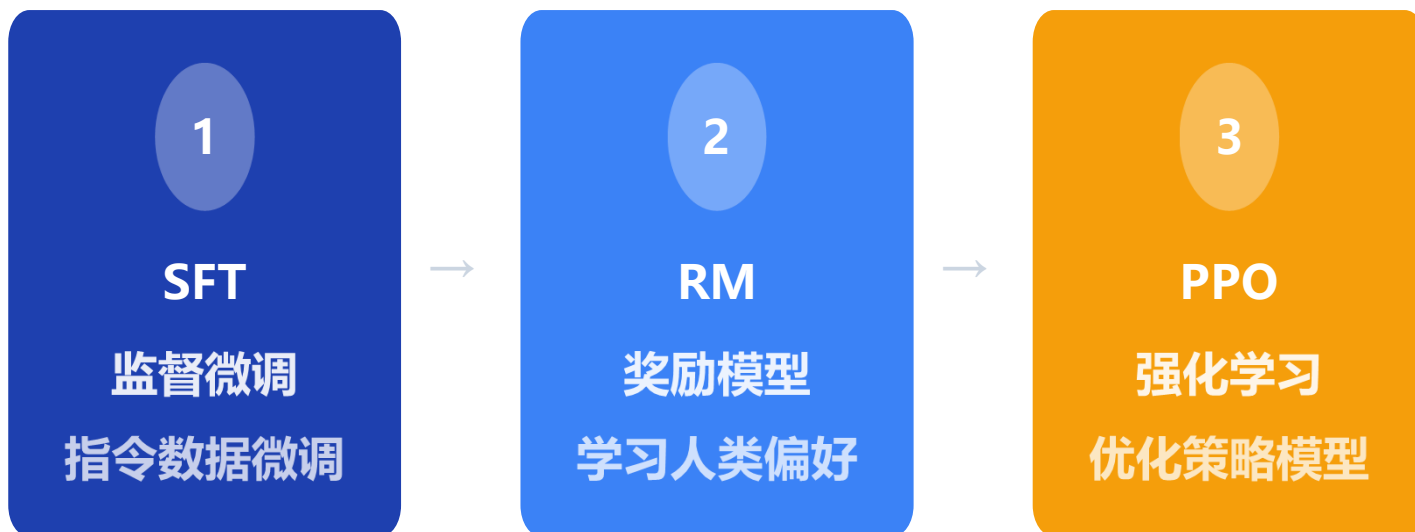 1
SFT
监督微调
指令数据微调
→
2
RM
奖励模型
学习人类偏好
→
3
PPO
强化学习
优化策略模型